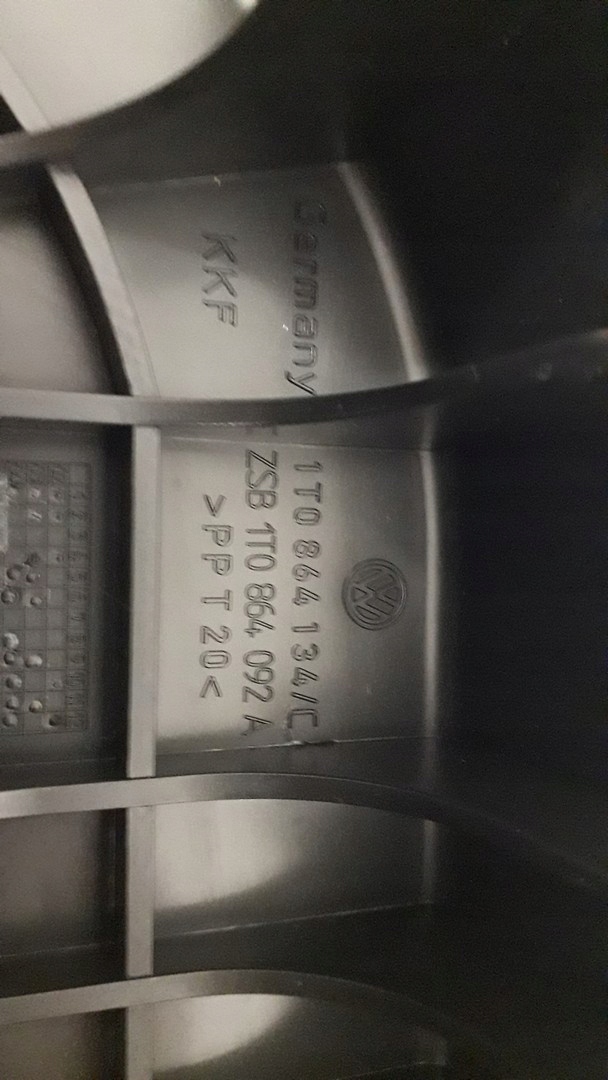 1T0 864 134/C
ZSB 1T0 864 092 A
>PP T 20<
Germany
KKF